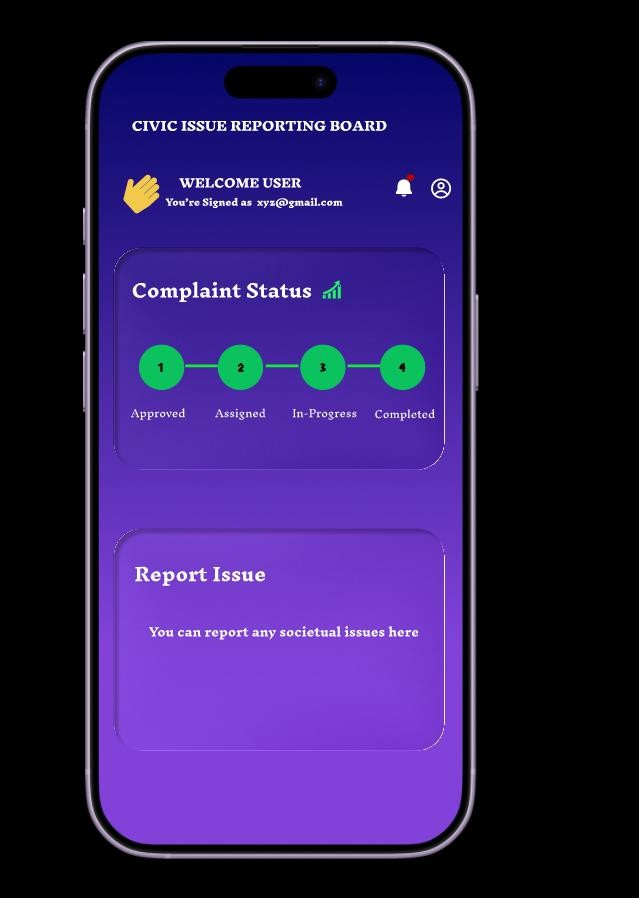 CIVIC ISSUE REPORTING BOARD
WELCOME USER
You're Signed as xyz@gmail.com
Complaint Status
1 2 3 4
Approved Assigned In-Progress Completed
Report Issue
You can report any societual issues here